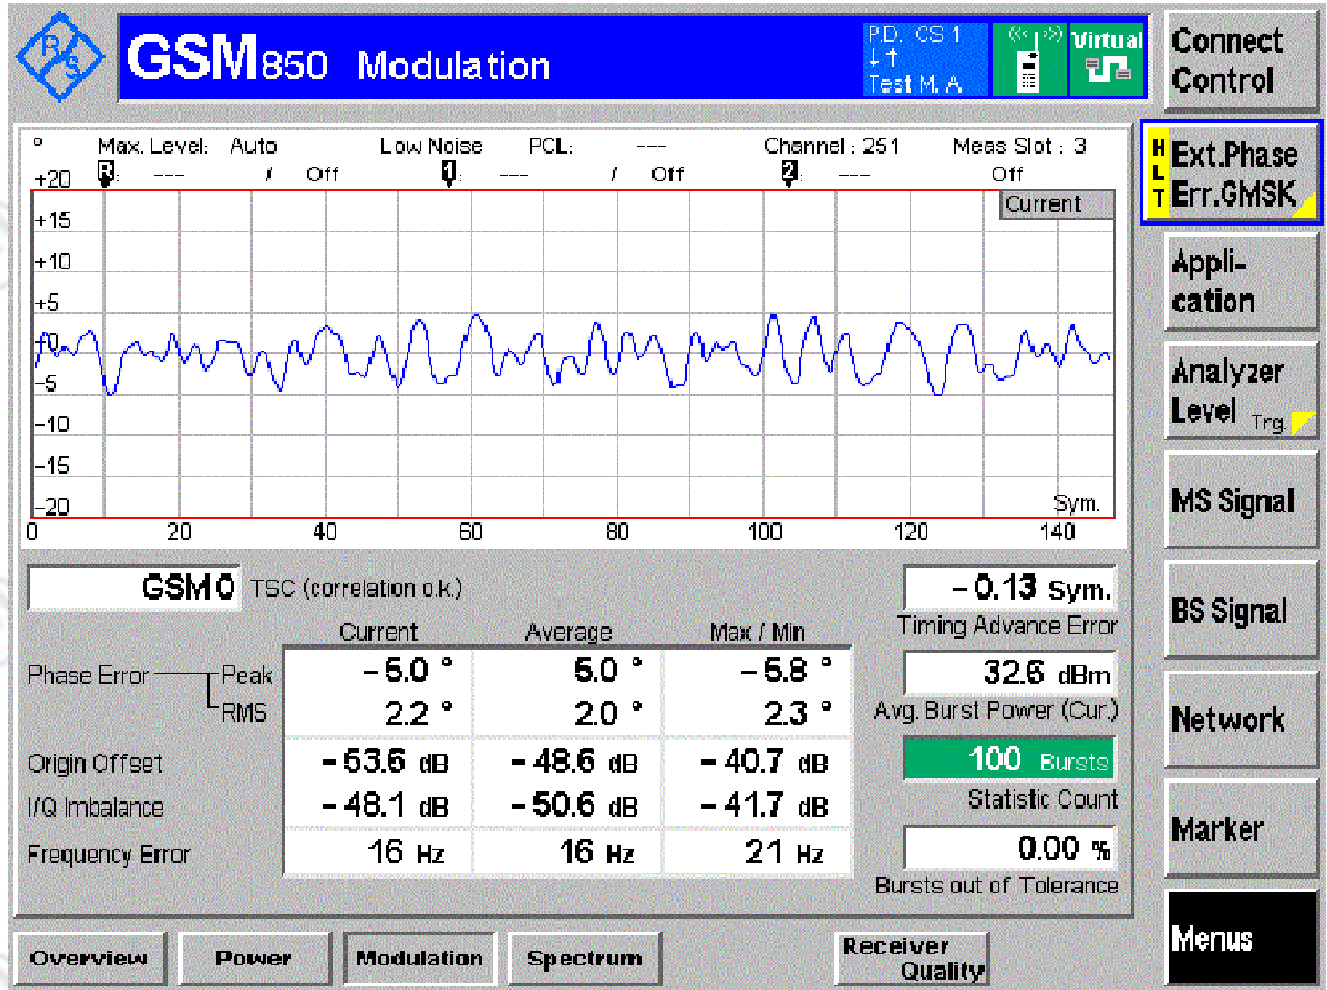 R&S
GSM850 Modulation
PD. CS 1
↓↑
Test M. A.
Virtual
Connect
Control
° Max. Level: Auto Low Noise PCL: --- Channel : 251 Meas Slot : 3
R: --- / Off 1: --- / Off 2: --- Off
Current
+20
+15
+10
+5
±0
-5
-10
-15
-20
Sym.
0 20 40 60 80 100 120 140
HLT
Ext.Phase
Err.GMSK
Appli-
cation
Analyzer
Level Trg.
MS Signal
BS Signal
Network
Marker
Menus
GSM 0 TSC (correlation o.k.)
-0.13 Sym.
Timing Advance Error
Current Average Max / Min
Phase Error Peak -5.0 ° 5.0 ° -5.8 °
RMS 2.2 ° 2.0 ° 2.3 °
32.6 dBm
Avg. Burst Power (Cur.)
Origin Offset -53.6 dB -48.6 dB -40.7 dB
I/Q Imbalance -48.1 dB -50.6 dB -41.7 dB
Frequency Error 16 Hz 16 Hz 21 Hz
100 Bursts
Statistic Count
0.00 %
Bursts out of Tolerance
Overview Power Modulation Spectrum
Receiver
Quality